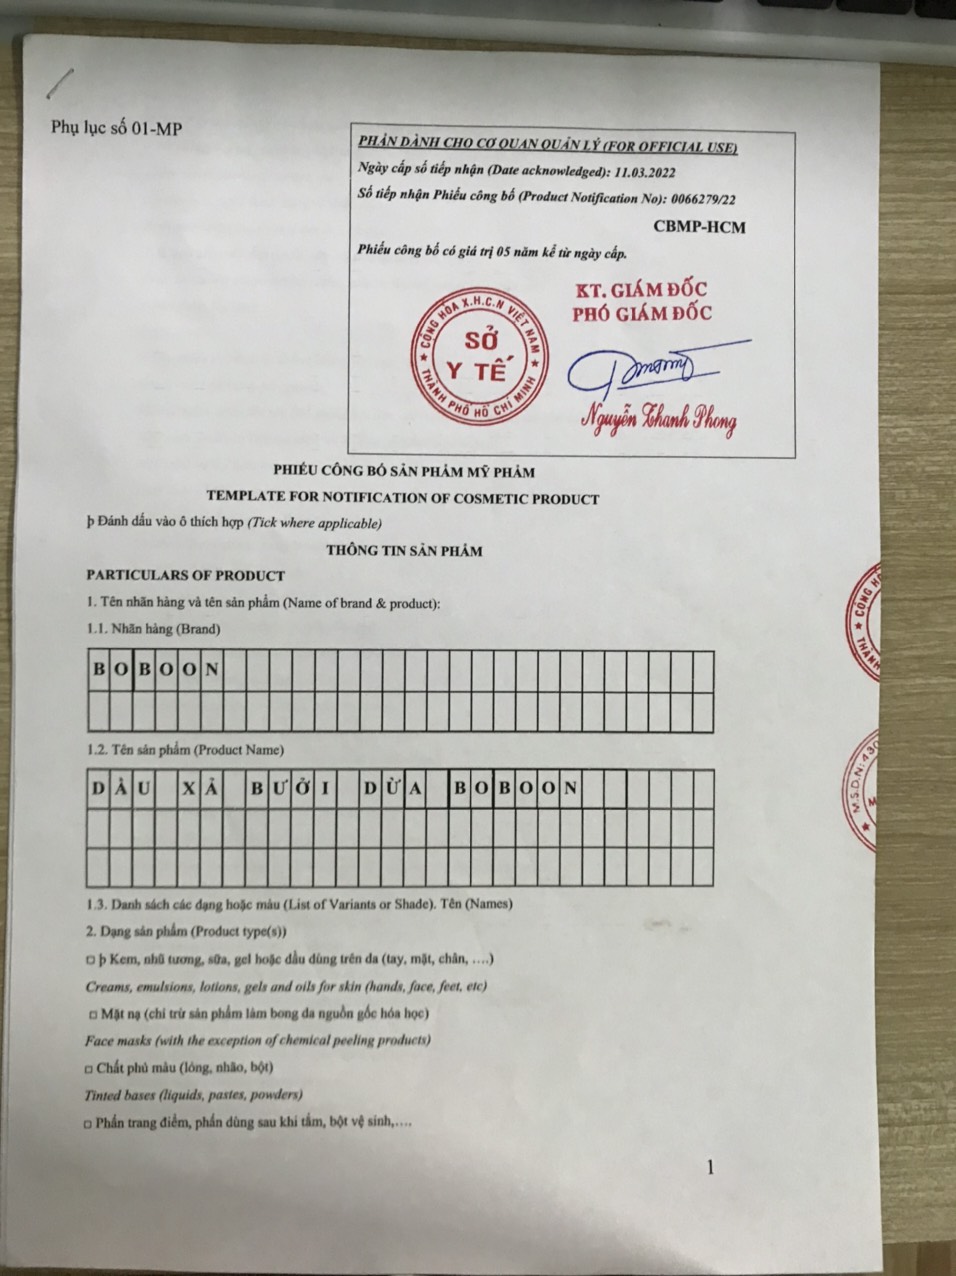 Phụ lục số 01-MP
PHẦN DÀNH CHO CƠ QUAN QUẢN LÝ (FOR OFFICIAL USE)
Ngày cấp số tiếp nhận (Date acknowledged): 11.03.2022
Số tiếp nhận Phiếu công bố (Product Notification No): 0066279/22
CBMP-HCM
Phiếu công bố có giá trị 05 năm kể từ ngày cấp.
KT. GIÁM ĐỐC
PHÓ GIÁM ĐỐC
CỘNG HÒA X.H.C.N VIỆT NAM
SỞ
Y TẾ
THÀNH PHỐ HỒ CHÍ MINH
Nguyễn Thanh Phong
PHIẾU CÔNG BỐ SẢN PHẨM MỸ PHẨM
TEMPLATE FOR NOTIFICATION OF COSMETIC PRODUCT
þ Đánh dấu vào ô thích hợp (Tick where applicable)
THÔNG TIN SẢN PHẨM
PARTICULARS OF PRODUCT
1. Tên nhãn hàng và tên sản phẩm (Name of brand & product):
1.1. Nhãn hàng (Brand)
BOBOON
1.2. Tên sản phẩm (Product Name)
DẦU XẢ BƯỞI DỪA BOBOON
1.3. Danh sách các dạng hoặc màu (List of Variants or Shade). Tên (Names)
2. Dạng sản phẩm (Product type(s))
□ þ Kem, nhũ tương, sữa, gel hoặc dầu dùng trên da (tay, mặt, chân, ….)
Creams, emulsions, lotions, gels and oils for skin (hands, face, feet, etc)
□ Mặt nạ (chỉ trừ sản phẩm làm bong da nguồn gốc hóa học)
Face masks (with the exception of chemical peeling products)
□ Chất phủ màu (lỏng, nhão, bột)
Tinted bases (liquids, pastes, powders)
□ Phấn trang điểm, phấn dùng sau khi tắm, bột vệ sinh,….
1
CỘNG HÒA
THÀNH
M.S.D.N: 430